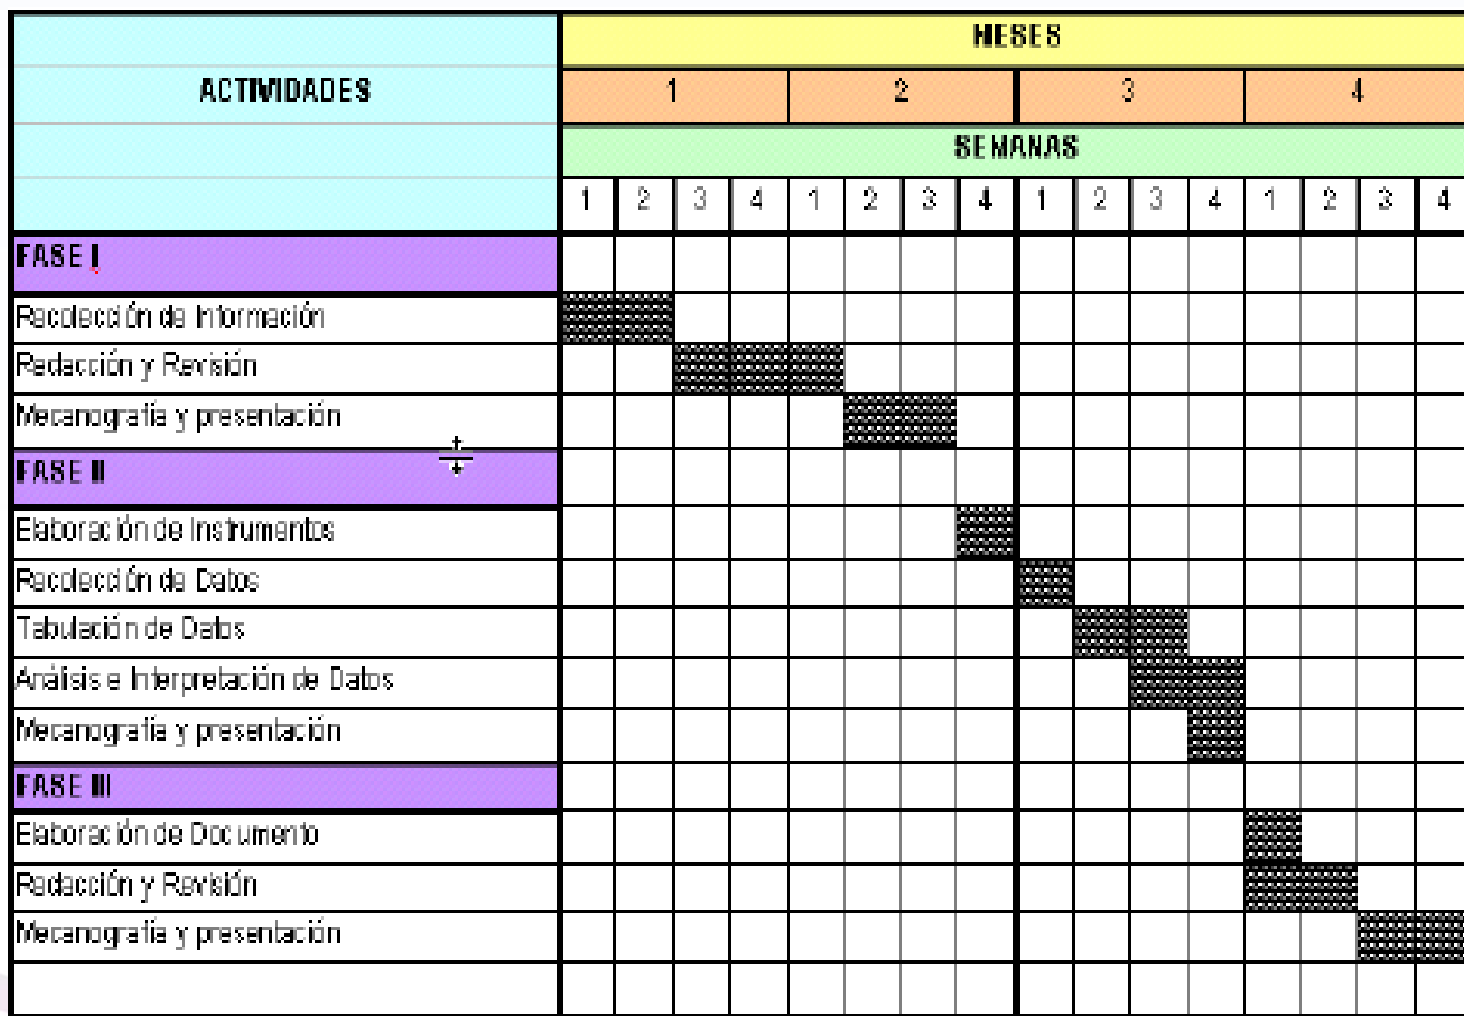 MESES
ACTIVIDADES 1 2 3 4
SEMANAS
1 2 3 4 1 2 3 4 1 2 3 4 1 2 3 4
FASE I
Recolección de Información
Redacción y Revisión
Mecanografía y presentación
FASE II
Elaboración de Instrumentos
Recolección de Datos
Tabulación de Datos
Análisis e Interpretación de Datos
Mecanografía y presentación
FASE III
Elaboración de Documento
Redacción y Revisión
Mecanografía y presentación